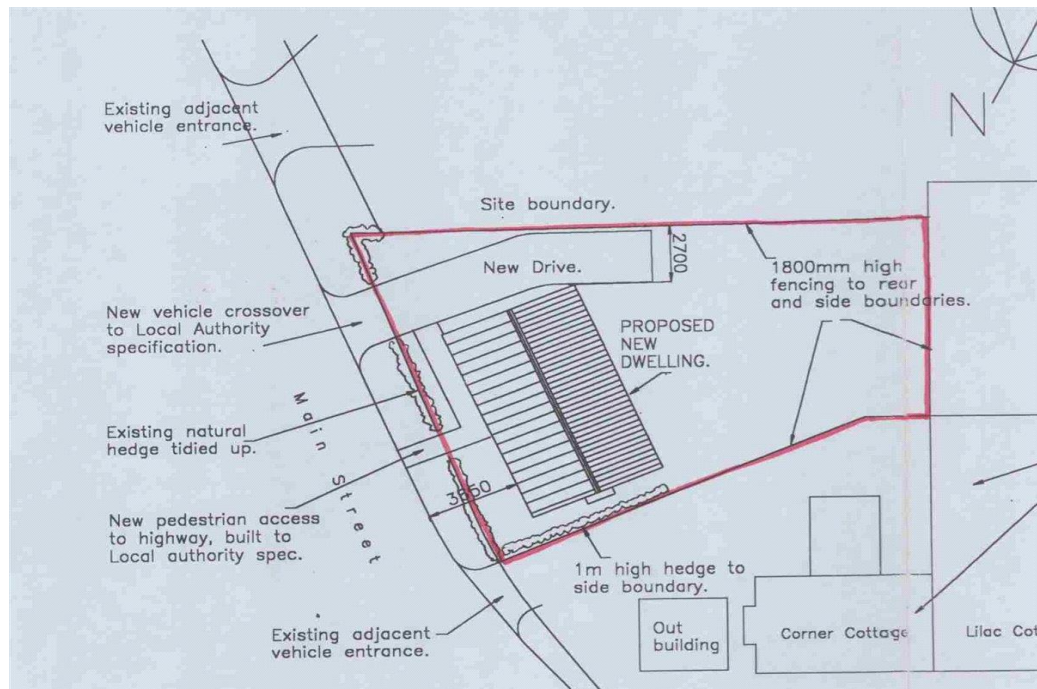 Existing adjacent
vehicle entrance.
N
Site boundary.
New Drive.
2700
1800mm high
fencing to rear
and side boundaries.
New vehicle crossover
to Local Authority
specification.
PROPOSED
NEW
DWELLING.
Main Street
Existing natural
hedge tidied up.
New pedestrian access
to highway, built to
Local authority spec.
1m high hedge to
side boundary.
Existing adjacent
vehicle entrance.
Out
building
Corner Cottage
Lilac Cot